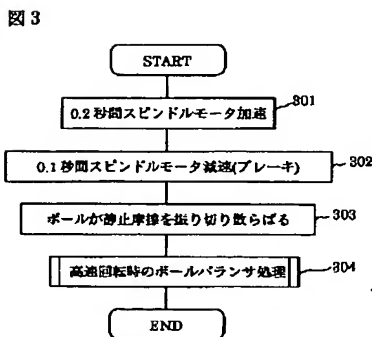 図3
START
0.2秒間スピンドルモータ加速
301
0.1秒間スピンドルモータ減速(ブレーキ)
302
ボールが静止摩擦を振り切り散らばる
303
高速回転時のボールバランサ処理
304
END